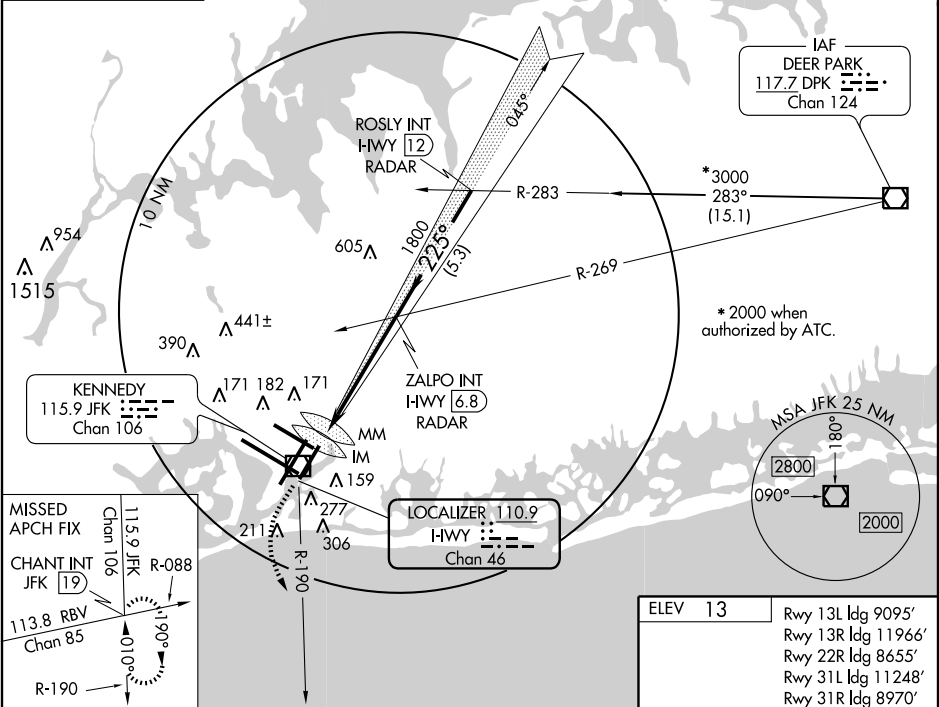 IAF
DEER PARK
117.7 DPK
Chan 124
ROSLY INT
I-IWY 12
RADAR
045°
10 NM
R-283
*3000
283°
(15.1)
954
1515
605
1800
225°
(5.3)
R-269
* 2000 when
authorized by ATC.
441±
390
171
182
171
ZALPO INT
I-IWY 6.8
RADAR
KENNEDY
115.9 JFK
Chan 106
MM
IM
159
277
211
306
R-190
LOCALIZER 110.9
I-IWY
Chan 46
MSA JFK 25 NM
180°
2800
090°
2000
MISSED
APCH FIX
115.9 JFK
Chan 106
CHANT INT
JFK 19
R-088
113.8 RBV
Chan 85
190°
010°
R-190
ELEV 13
Rwy 13L ldg 9095'
Rwy 13R ldg 11966'
Rwy 22R ldg 8655'
Rwy 31L ldg 11248'
Rwy 31R ldg 8970'